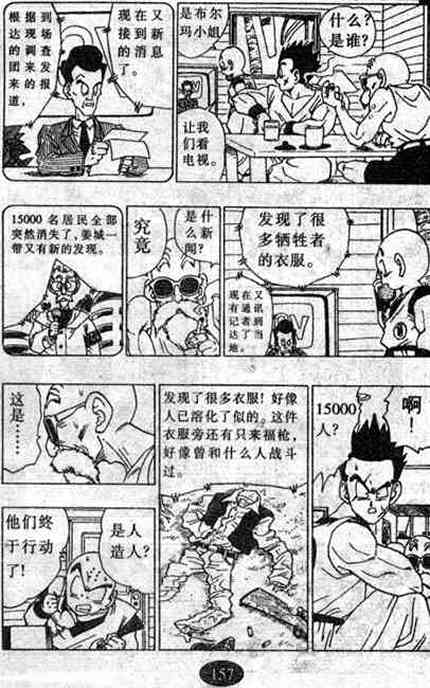 什么？
是谁？
是布尔
玛小姐
让我
们看
电视。
现在又
接到新
的消息
了。
根据到
达现场
的调查
团来发
来的报
道，
发现了很
多牺牲者
的衣服。
现在又
有通讯
记者到
达了当
地。
是什
么新
闻？
究竟
15000 名居民全部
突然消失了，姜城一
带又有新的发现。
啊！
15000
人？
发现了很多衣服！好像
人已溶化了似的。这件
衣服旁还有只来福枪，
好像曾和什么人战斗
过。
这是……
是人
造人？
他们终
于行动
了！
157